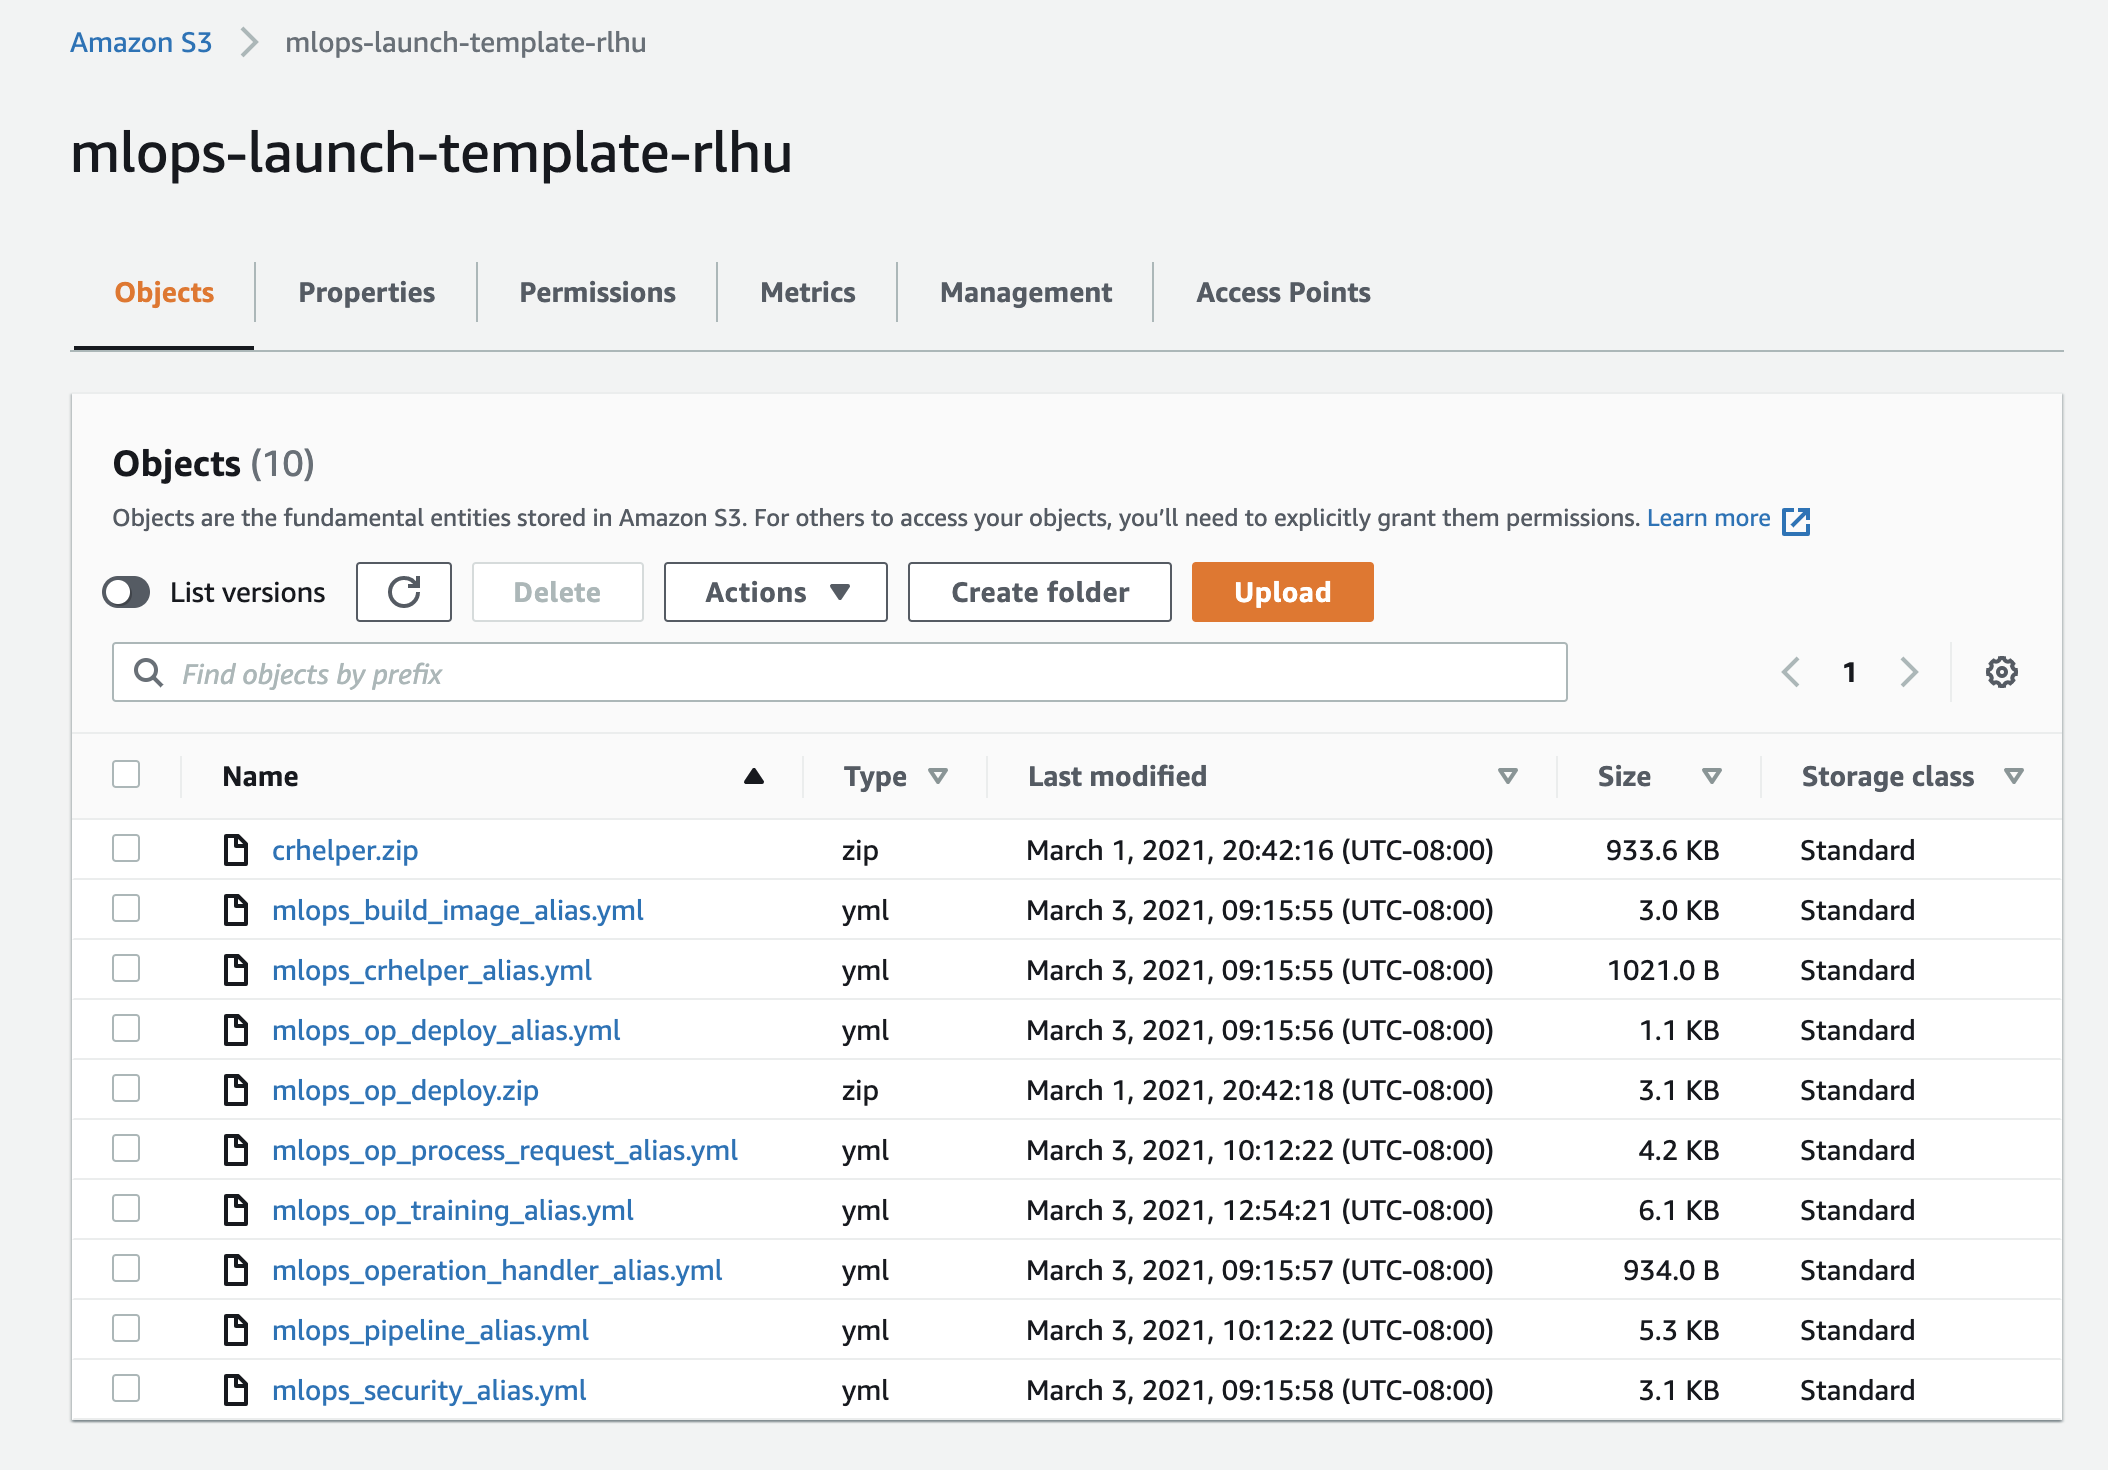 Amazon S3 mlops-launch-template-rlhu
mlops-launch-template-rlhu
Objects Properties Permissions Metrics Management Access Points
Objects (10)
Objects are the fundamental entities stored in Amazon S3. For others to access your objects, you’ll need to explicitly grant them permissions. Learn more
List versions Delete Actions Create folder Upload
Find objects by prefix 1
Name Type Last modified Size Storage class
crhelper.zip zip March 1, 2021, 20:42:16 (UTC-08:00) 933.6 KB Standard
mlops_build_image_alias.yml yml March 3, 2021, 09:15:55 (UTC-08:00) 3.0 KB Standard
mlops_crhelper_alias.yml yml March 3, 2021, 09:15:55 (UTC-08:00) 1021.0 B Standard
mlops_op_deploy_alias.yml yml March 3, 2021, 09:15:56 (UTC-08:00) 1.1 KB Standard
mlops_op_deploy.zip zip March 1, 2021, 20:42:18 (UTC-08:00) 3.1 KB Standard
mlops_op_process_request_alias.yml yml March 3, 2021, 10:12:22 (UTC-08:00) 4.2 KB Standard
mlops_op_training_alias.yml yml March 3, 2021, 12:54:21 (UTC-08:00) 6.1 KB Standard
mlops_operation_handler_alias.yml yml March 3, 2021, 09:15:57 (UTC-08:00) 934.0 B Standard
mlops_pipeline_alias.yml yml March 3, 2021, 10:12:22 (UTC-08:00) 5.3 KB Standard
mlops_security_alias.yml yml March 3, 2021, 09:15:58 (UTC-08:00) 3.1 KB Standard